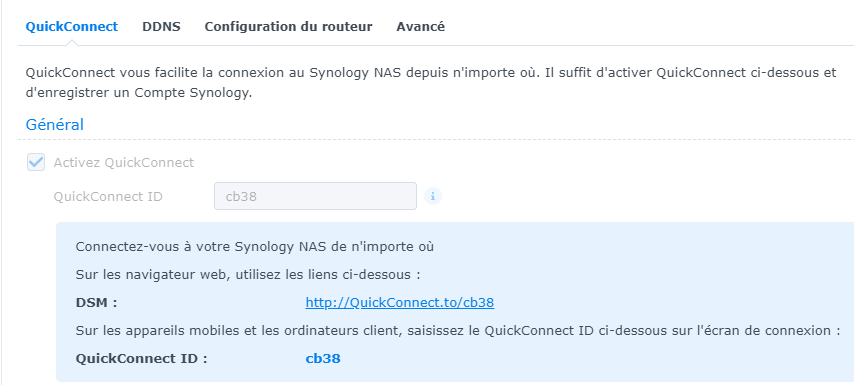 QuickConnect DDNS Configuration du routeur Avancé
QuickConnect vous facilite la connexion au Synology NAS depuis n'importe où. Il suffit d'activer QuickConnect ci-dessous et
d'enregistrer un Compte Synology.
Général
Activez QuickConnect
QuickConnect ID cb38
Connectez-vous à votre Synology NAS de n'importe où
Sur les navigateur web, utilisez les liens ci-dessous :
DSM : http://QuickConnect.to/cb38
Sur les appareils mobiles et les ordinateurs client, saisissez le QuickConnect ID ci-dessous sur l'écran de connexion :
QuickConnect ID : cb38